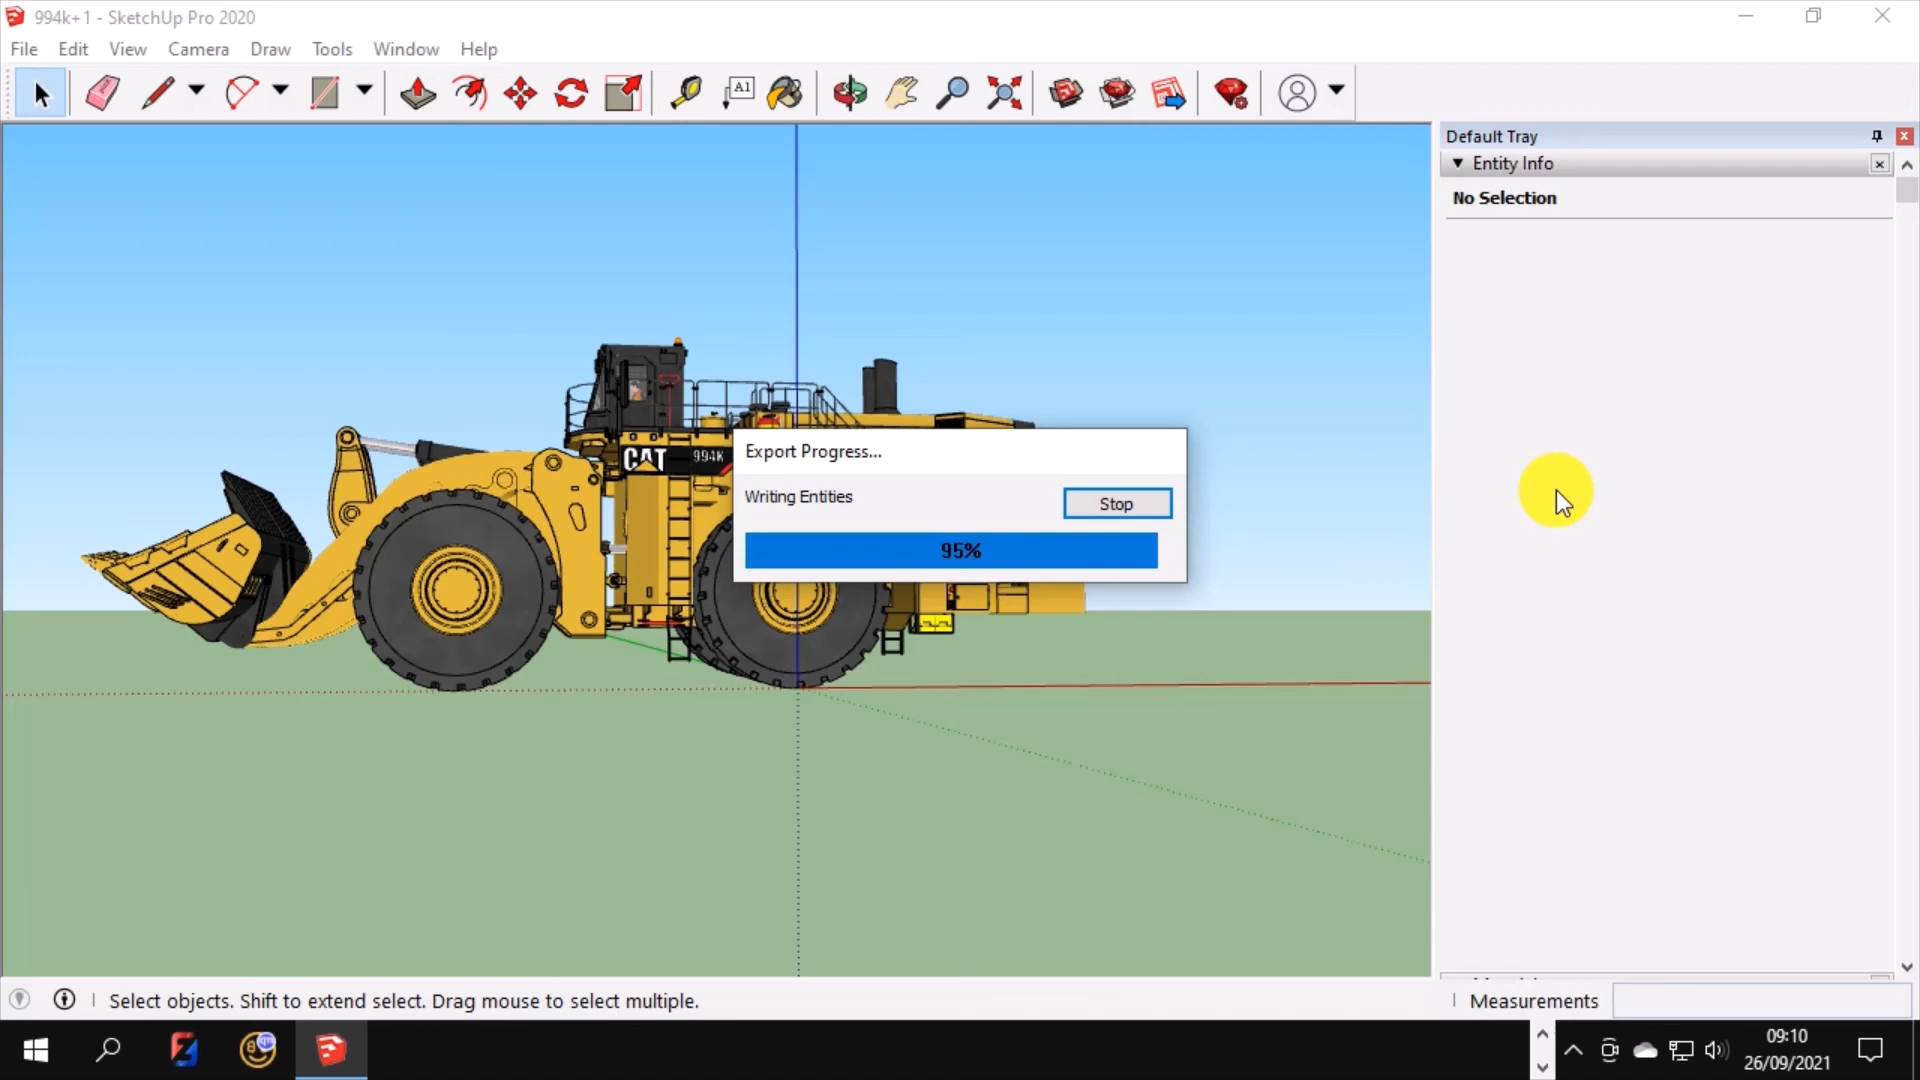 994k+1 - SketchUp Pro 2020
File Edit View Camera Draw Tools Window Help
A1
Default Tray
Entity Info
No Selection
CAT 994K
Export Progress...
Writing Entities
Stop
95%
Select objects. Shift to extend select. Drag mouse to select multiple.
Measurements
09:10
26/09/2021